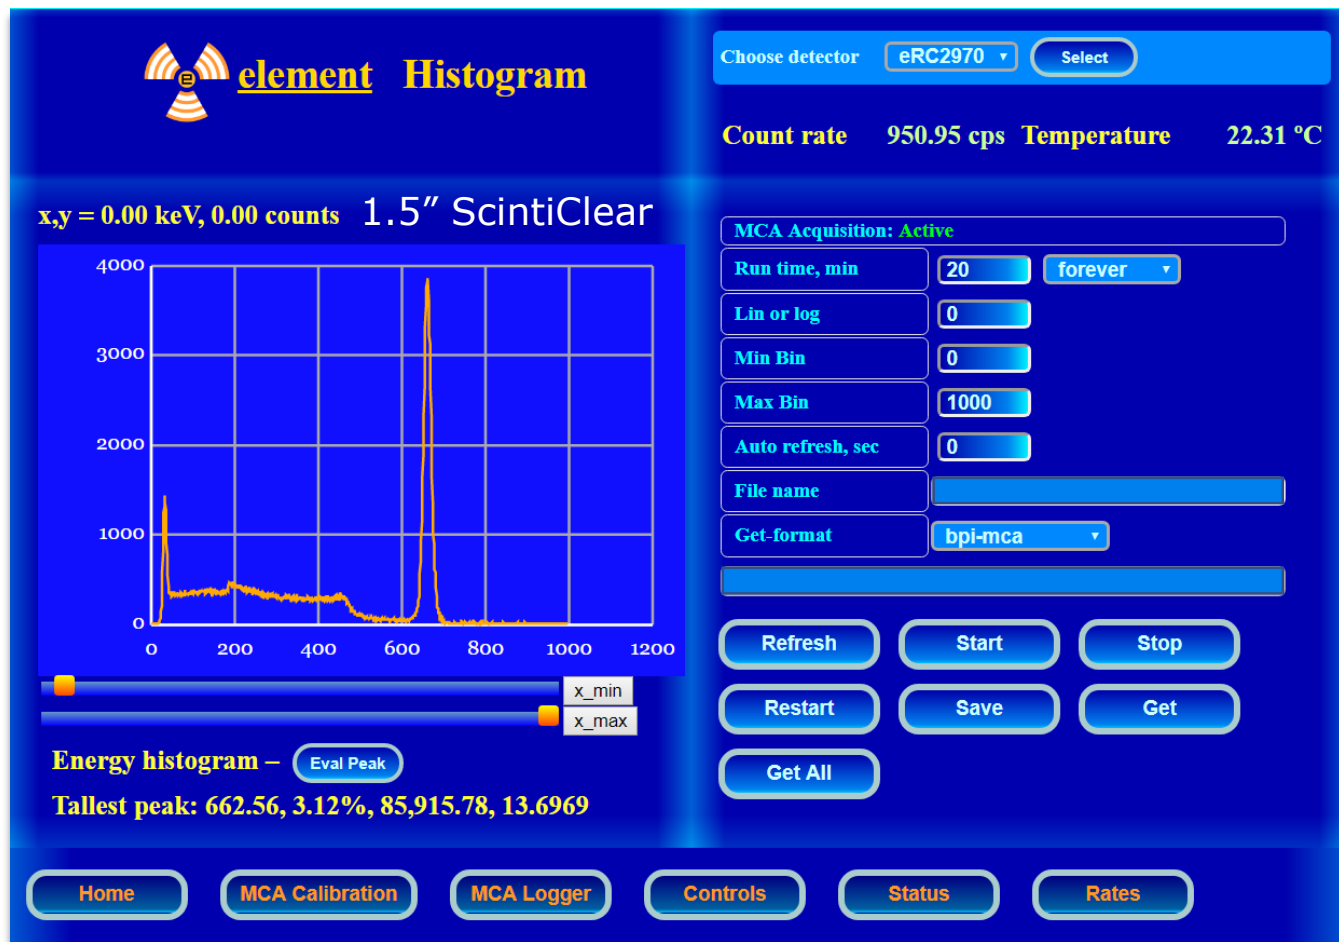 e element Histogram
Choose detector eRC2970 Select
Count rate 950.95 cps Temperature 22.31 ºC
x,y = 0.00 keV, 0.00 counts 1.5” ScintiClear
4000
3000
2000
1000
0
0 200 400 600 800 1000 1200
x_min
x_max
Energy histogram – Eval Peak
Tallest peak: 662.56, 3.12%, 85,915.78, 13.6969
MCA Acquisition: Active
Run time, min 20 forever
Lin or log 0
Min Bin 0
Max Bin 1000
Auto refresh, sec 0
File name
Get-format bpi-mca
Refresh Start Stop
Restart Save Get
Get All
Home MCA Calibration MCA Logger Controls Status Rates